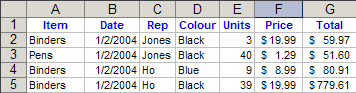 A B C D E F G
1 Item Date Rep Colour Units Price Total
2 Binders 1/2/2004 Jones Black 3 $ 19.99 $ 59.97
3 Pens 1/2/2004 Jones Black 40 $ 1.29 $ 51.60
4 Binders 1/2/2004 Ho Blue 9 $ 8.99 $ 80.91
5 Binders 1/2/2004 Ho Black 39 $ 19.99 $ 779.61